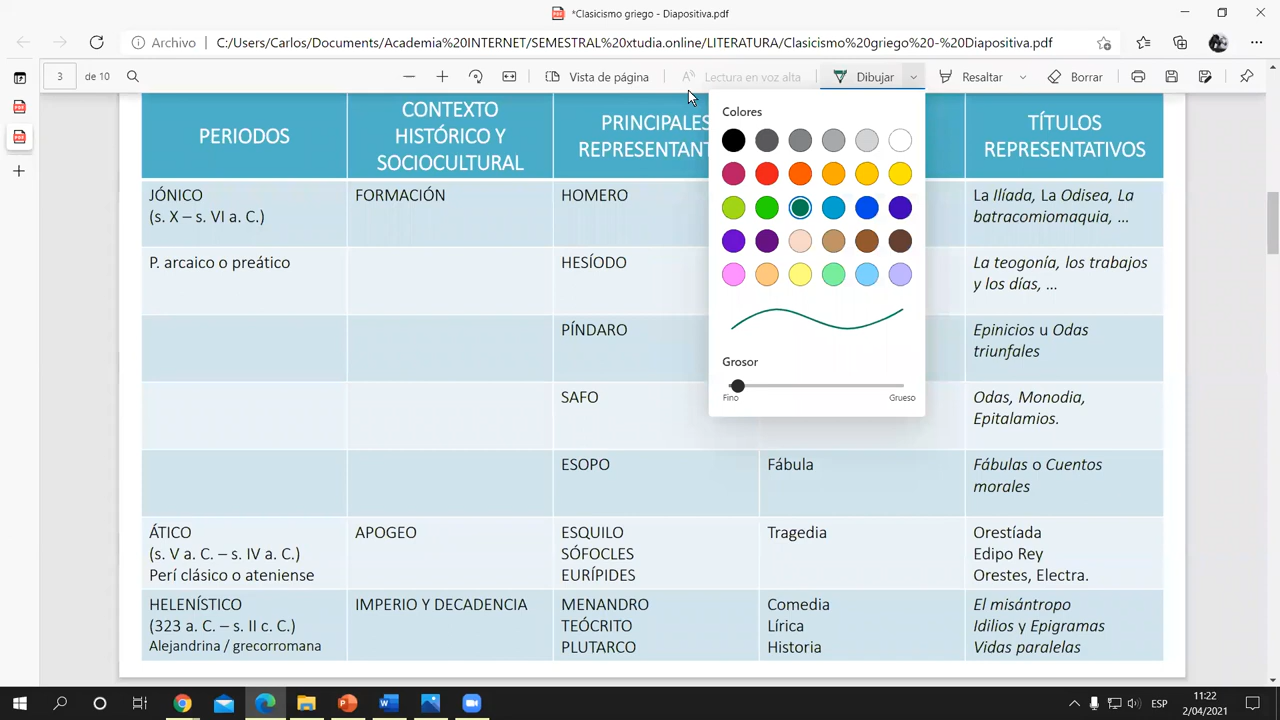 *Clasicismo griego - Diapositiva.pdf
Archivo C:/Users/Carlos/Documents/Academia%20INTERNET/SEMESTRAL%20xtudia.online/LITERATURA/Clasicismo%20griego%20-%20Diapositiva.pdf
3 de 10 Vista de página Lectura en voz alta Dibujar Resaltar Borrar
PERIODOS
CONTEXTO
HISTÓRICO Y
SOCIOCULTURAL
PRINCIPALES
REPRESENTANT
TÍTULOS
REPRESENTATIVOS
JÓNICO
(s. X – s. VI a. C.)
FORMACIÓN
HOMERO
La Ilíada, La Odisea, La
batracomiomaquia, ...
P. arcaico o preático
HESÍODO
La teogonía, los trabajos
y los días, ...
PÍNDARO
Epinicios u Odas
triunfales
SAFO
Odas, Monodia,
Epitalamios.
ESOPO
Fábula
Fábulas o Cuentos
morales
ÁTICO
(s. V a. C. – s. IV a. C.)
Perí clásico o ateniense
APOGEO
ESQUILO
SÓFOCLES
EURÍPIDES
Tragedia
Orestíada
Edipo Rey
Orestes, Electra.
HELENÍSTICO
(323 a. C. – s. II c. C.)
Alejandrina / grecorromana
IMPERIO Y DECADENCIA
MENANDRO
TEÓCRITO
PLUTARCO
Comedia
Lírica
Historia
El misántropo
Idilios y Epigramas
Vidas paralelas
Colores
Grosor
Fino Grueso
ESP
11:22
2/04/2021